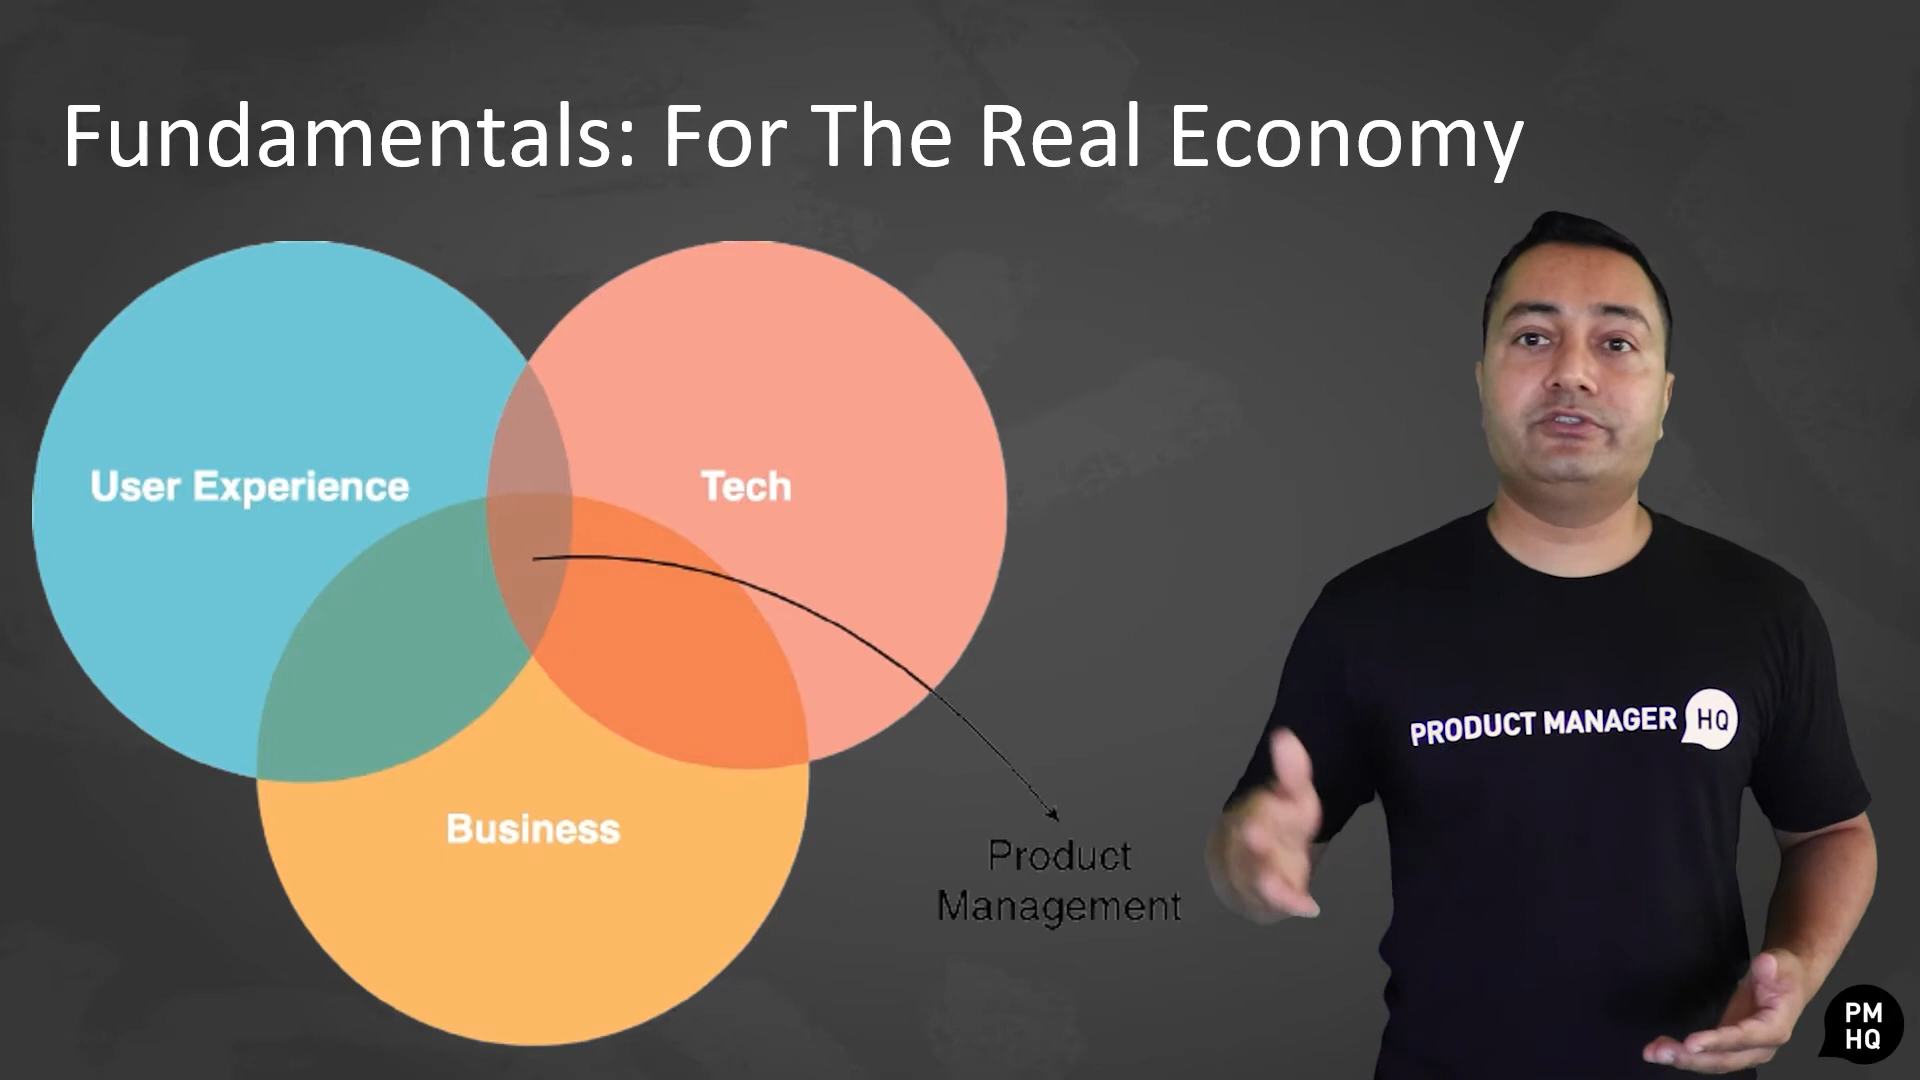 Fundamentals: For The Real Economy
User Experience
Tech
Business
Product
Management
PRODUCT MANAGER HQ
PM
HQ